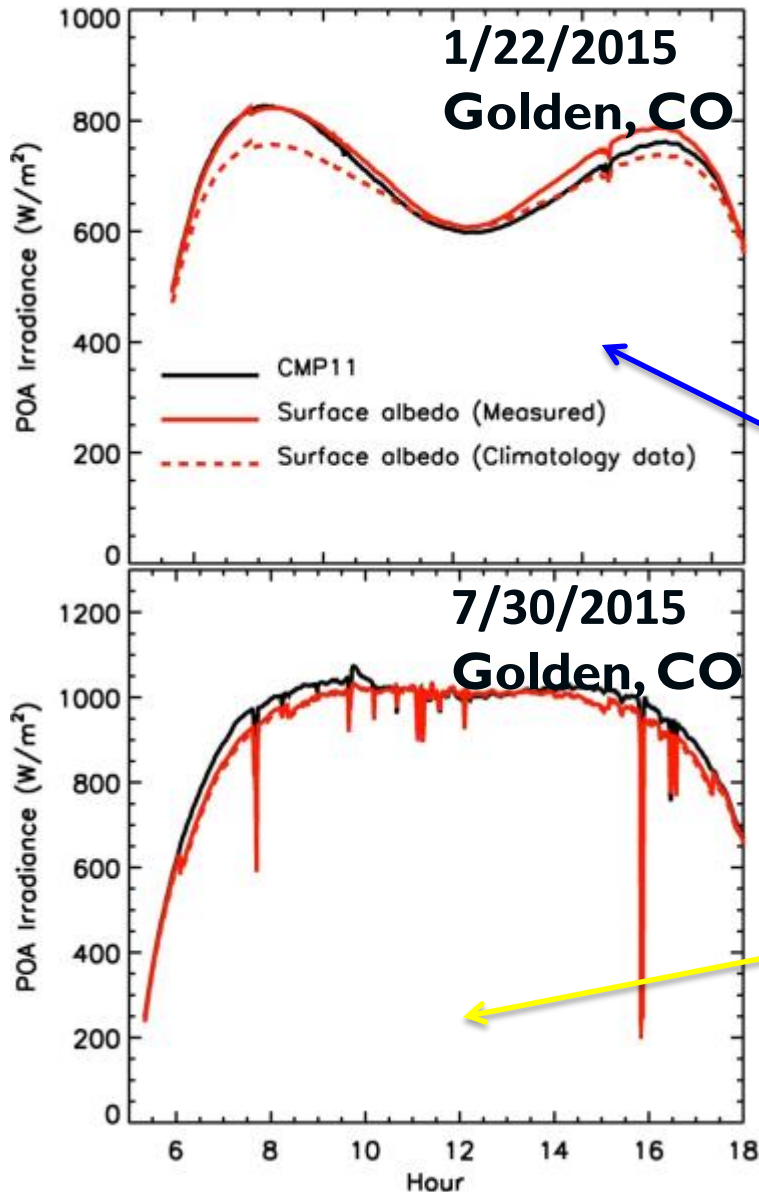 1000
1/22/2015
Golden, CO
800
600
400
200
0
POA Irradiance (W/m²)
CMP11
Surface albedo (Measured)
Surface albedo (Climatology data)
7/30/2015
Golden, CO
1200
1000
800
600
400
200
0
POA Irradiance (W/m²)
6 8 10 12 14 16 18
Hour